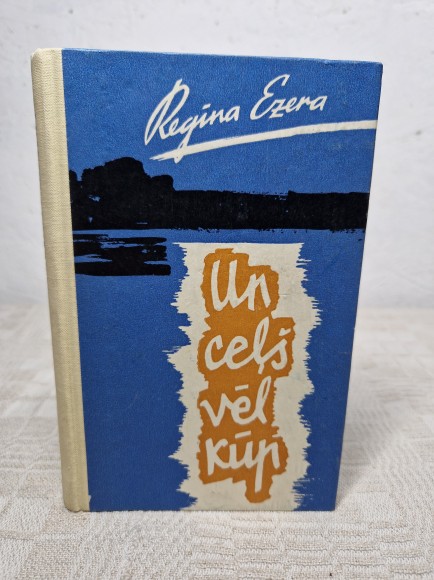 Regina Ezera
Un
ceļš
vēl
kūp